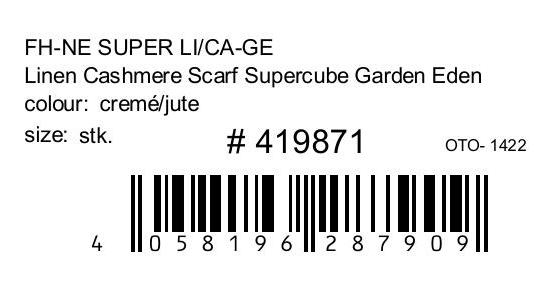 FH-NE SUPER LI/CA-GE
Linen Cashmere Scarf Supercube Garden Eden
colour: cremé/jute
size: stk.
# 419871
OTO- 1422
4 058196 287909